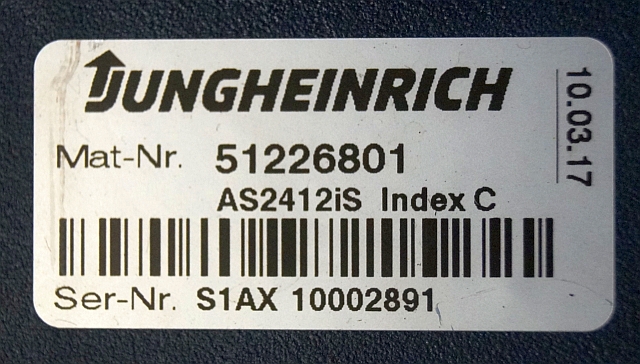 JUNGHEINRICH
Mat-Nr. 51226801
AS2412iS Index C
Ser-Nr. S1AX 10002891
10.03.17